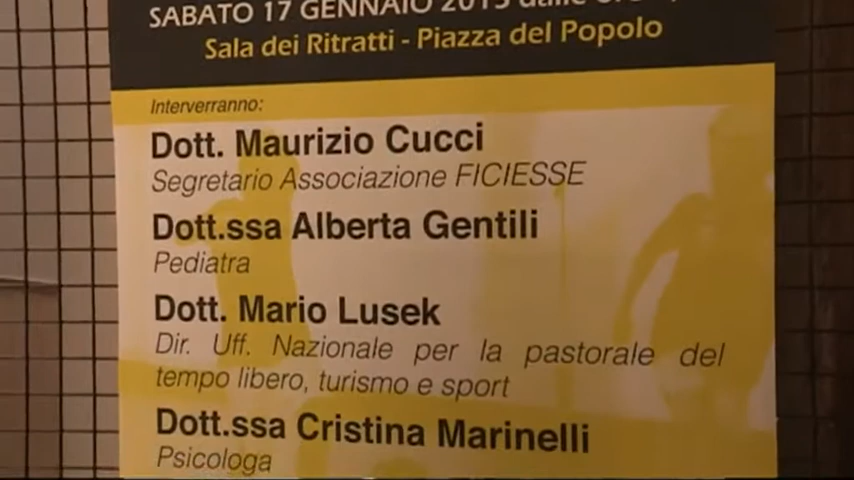 SABATO 17 GENNAIO 2015 dalle
Sala dei Ritratti - Piazza del Popolo
Interverranno:
Dott. Maurizio Cucci
Segretario Associazione FICIESSE
Dott.ssa Alberta Gentili
Pediatra
Dott. Mario Lusek
Dir. Uff. Nazionale per la pastorale del
tempo libero, turismo e sport
Dott.ssa Cristina Marinelli
Psicologa